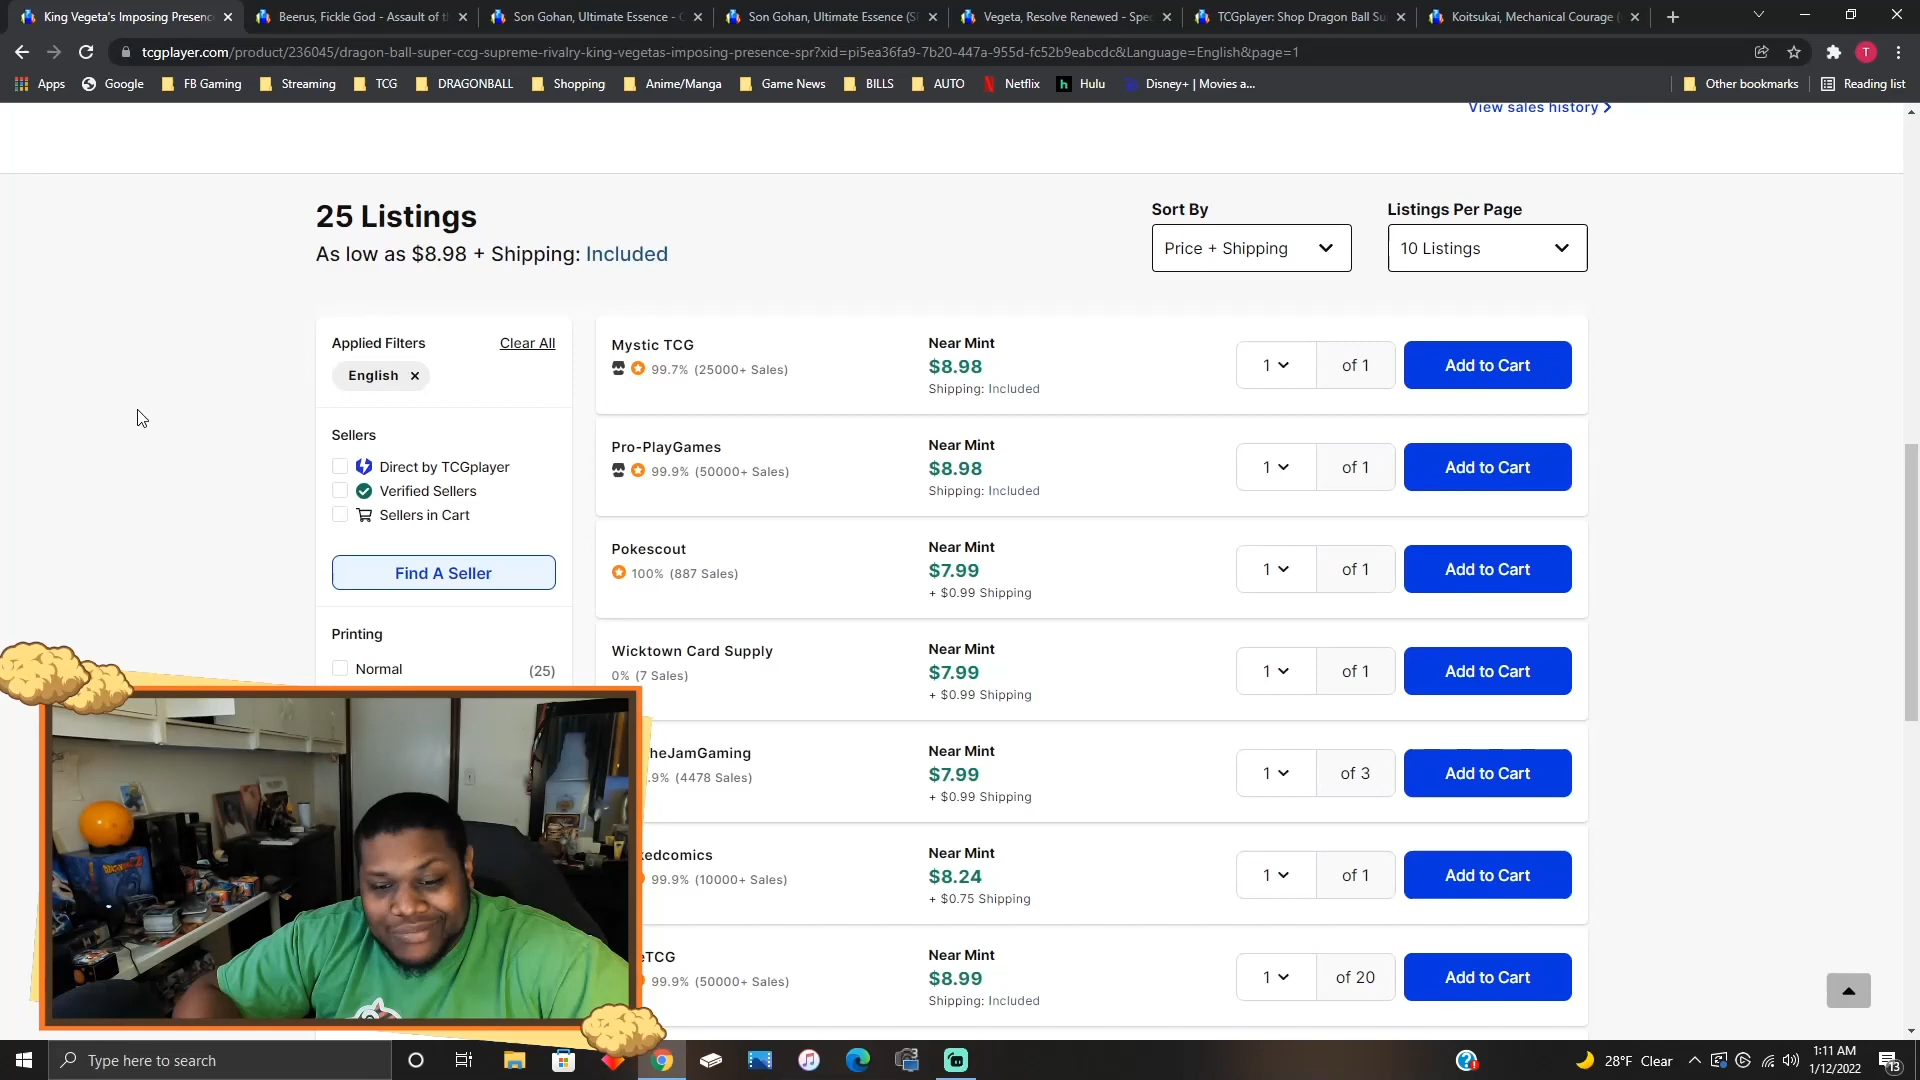 King Vegeta's Imposing Presenc
Beerus, Fickle God - Assault of t
Son Gohan, Ultimate Essence -
Son Gohan, Ultimate Essence (S
Vegeta, Resolve Renewed - Spec
TCGplayer: Shop Dragon Ball Su
Koitsukai, Mechanical Courage
tcgplayer.com/product/236045/dragon-ball-super-ccg-supreme-rivalry-king-vegetas-imposing-presence-spr?xid=pi5ea36fa9-7b20-447a-955d-fc52b9eabcdc&Language=English&page=1
T
Apps Google FB Gaming Streaming TCG DRAGONBALL Shopping Anime/Manga Game News BILLS AUTO Netflix h Hulu Disney+ | Movies a... Other bookmarks Reading list
View sales history
25 Listings
As low as $8.98 + Shipping: Included
Sort By
Price + Shipping
Listings Per Page
10 Listings
Applied Filters Clear All
English
Sellers
Direct by TCGplayer
Verified Sellers
Sellers in Cart
Find A Seller
Printing
Normal (25)
Mystic TCG
99.7% (25000+ Sales)
Near Mint
$8.98
Shipping: Included
1 of 1 Add to Cart
Pro-PlayGames
99.9% (50000+ Sales)
Near Mint
$8.98
Shipping: Included
1 of 1 Add to Cart
Pokescout
100% (887 Sales)
Near Mint
$7.99
+ $0.99 Shipping
1 of 1 Add to Cart
Wicktown Card Supply
0% (7 Sales)
Near Mint
$7.99
+ $0.99 Shipping
1 of 1 Add to Cart
heJamGaming
.9% (4478 Sales)
Near Mint
$7.99
+ $0.99 Shipping
1 of 3 Add to Cart
kedcomics
99.9% (10000+ Sales)
Near Mint
$8.24
+ $0.75 Shipping
1 of 1 Add to Cart
eTCG
99.9% (50000+ Sales)
Near Mint
$8.99
Shipping: Included
1 of 20 Add to Cart
Type here to search
28°F Clear
1:11 AM
1/12/2022
13